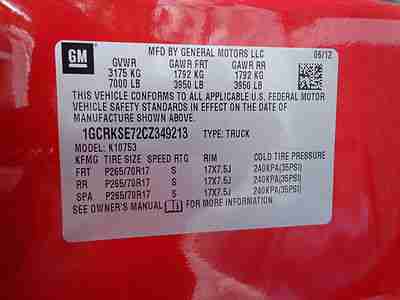 GM
MFD BY GENERAL MOTORS LLC 06/12
GVWR GAWR FRT GAWR RR
3175 KG 1792 KG 1792 KG
7000 LB 3950 LB 3950 LB
THIS VEHICLE CONFORMS TO ALL APPLICABLE U.S. FEDERAL MOTOR
VEHICLE SAFETY STANDARDS IN EFFECT ON THE DATE OF
MANUFACTURE SHOWN ABOVE.
1GCRKSE72CZ349213 TYPE: TRUCK
MODEL: K10753
KFMG TIRE SIZE SPEED RTG RIM COLD TIRE PRESSURE
FRT P265/70R17 S 17X7.5J 240KPA(35PSI)
RR P265/70R17 S 17X7.5J 240KPA(35PSI)
SPA P265/70R17 S 17X7.5J 240KPA(35PSI)
SEE OWNER'S MANUAL FOR MORE INFORMATION.